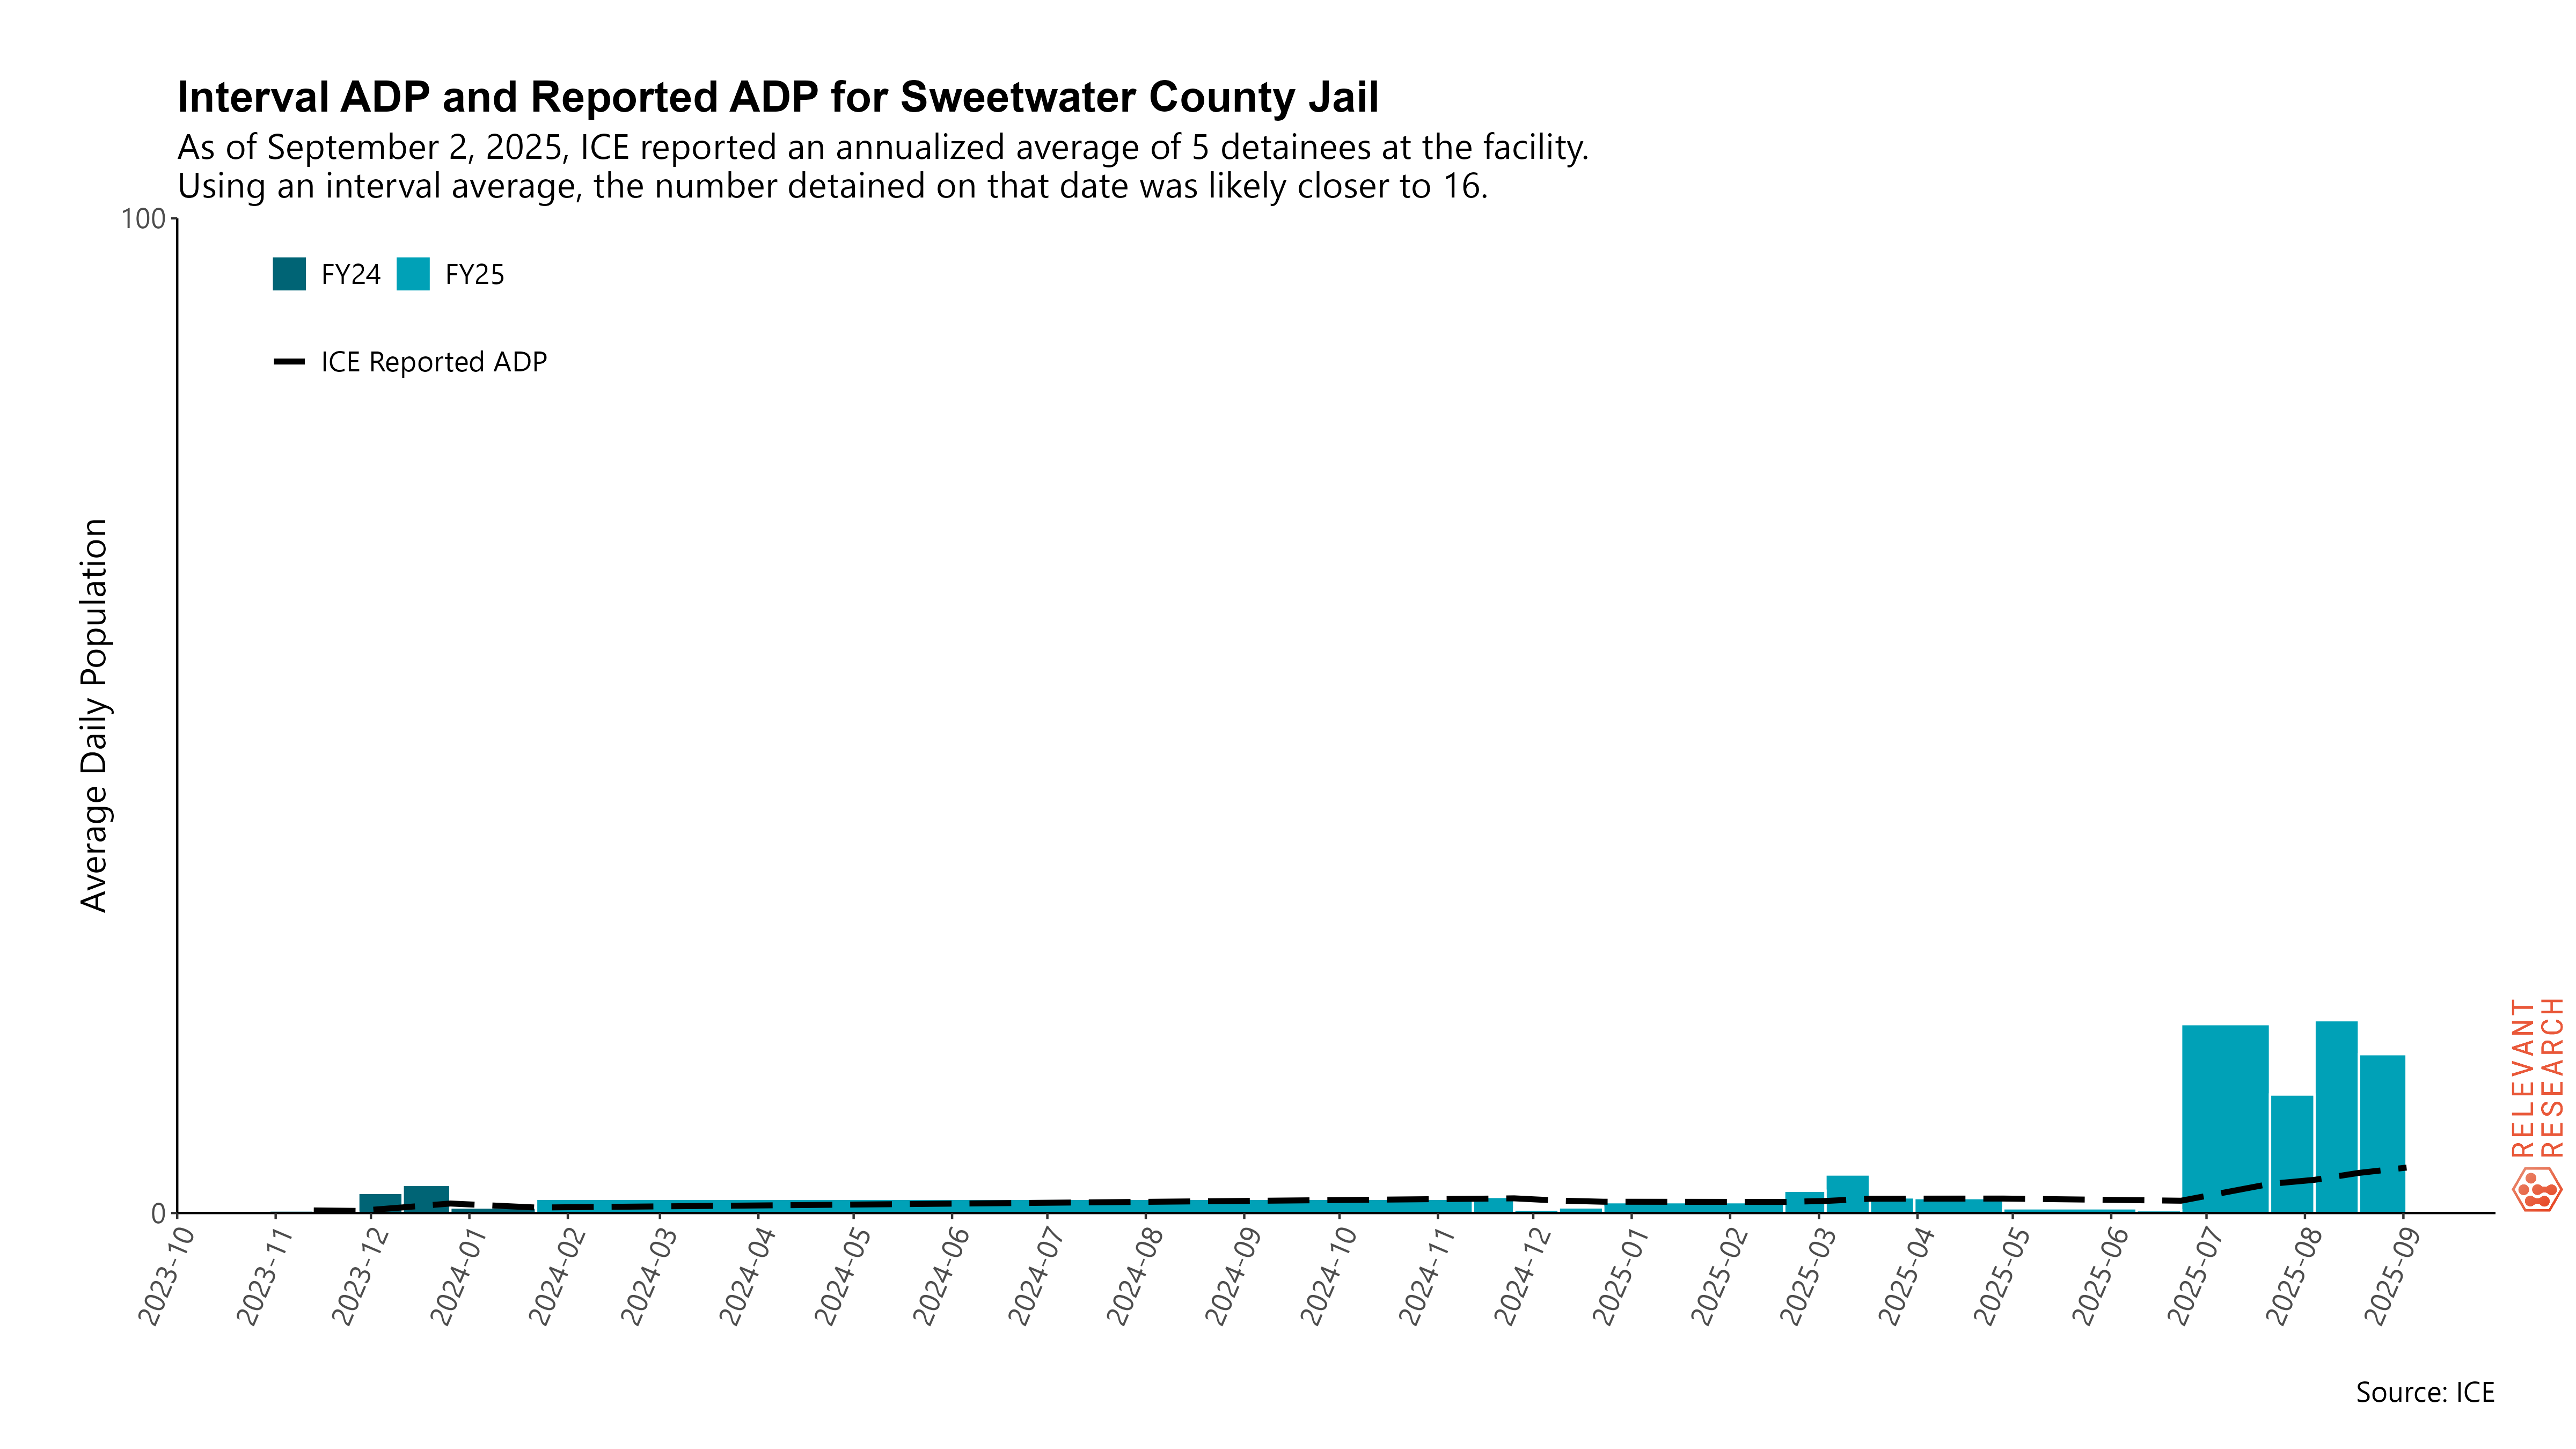 Interval ADP and Reported ADP for Sweetwater County Jail
As of September 2, 2025, ICE reported an annualized average of 5 detainees at the facility.
Using an interval average, the number detained on that date was likely closer to 16.
100
FY24 FY25
ICE Reported ADP
Average Daily Population
0
2023-10
2023-11
2023-12
2024-01
2024-02
2024-03
2024-04
2024-05
2024-06
2024-07
2024-08
2024-09
2024-10
2024-11
2024-12
2025-01
2025-02
2025-03
2025-04
2025-05
2025-06
2025-07
2025-08
2025-09
RELEVANT
RESEARCH
Source: ICE